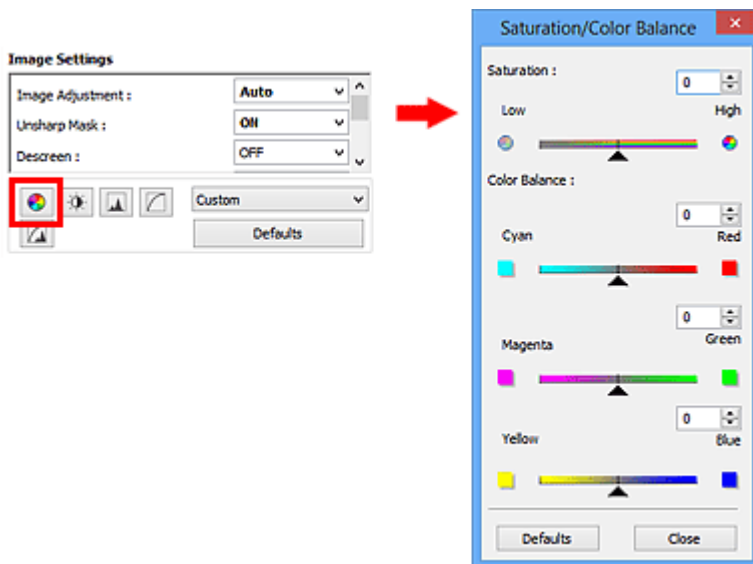 Image Settings
Image Adjustment : Auto
Unsharp Mask : ON
Descreen : OFF
Custom
Defaults
Saturation/Color Balance
Saturation : 0
Low High
Color Balance :
0
Cyan Red
0
Magenta Green
0
Yellow Blue
Defaults Close